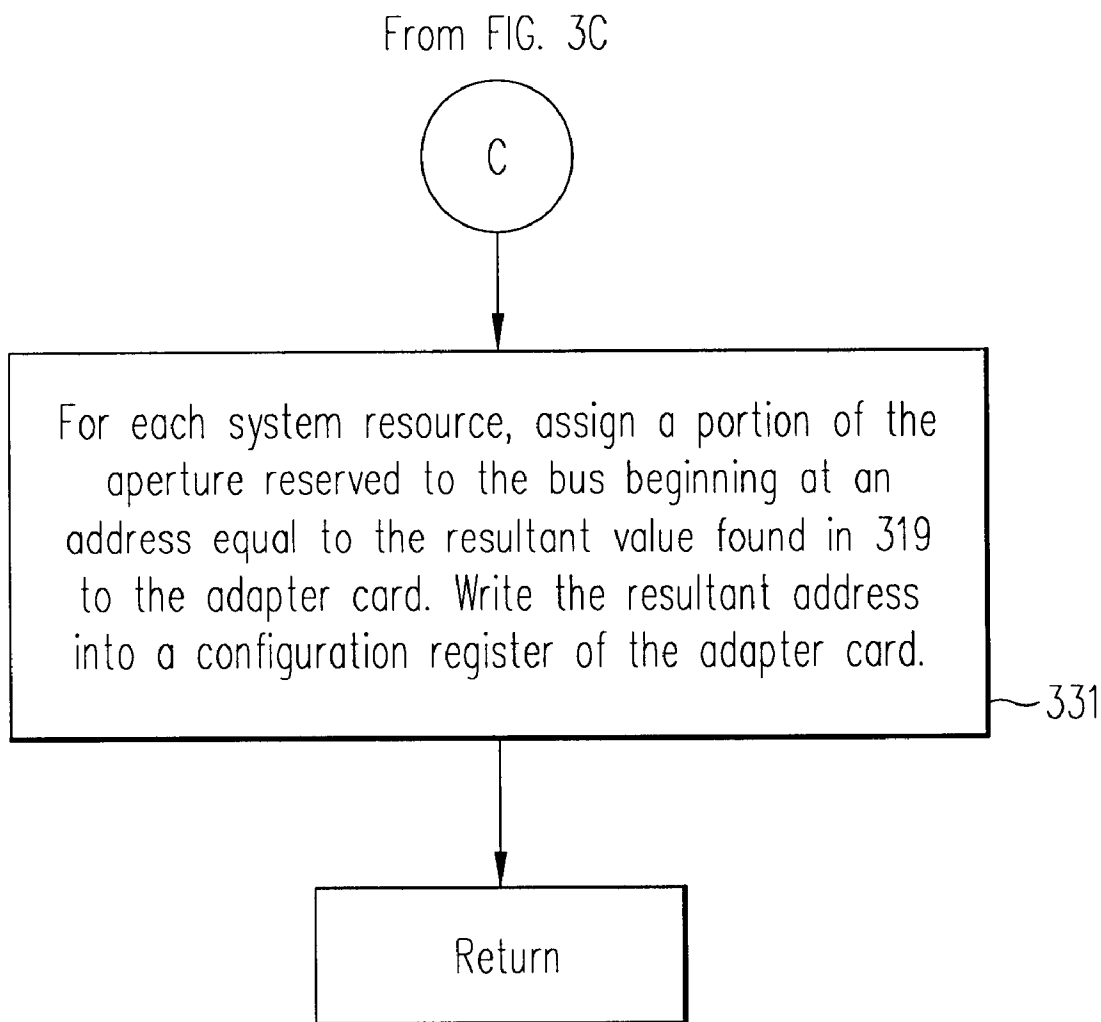 From FIG. 3C
C
For each system resource, assign a portion of the
aperture reserved to the bus beginning at an
address equal to the resultant value found in 319
to the adapter card. Write the resultant address
into a configuration register of the adapter card.
331
Return